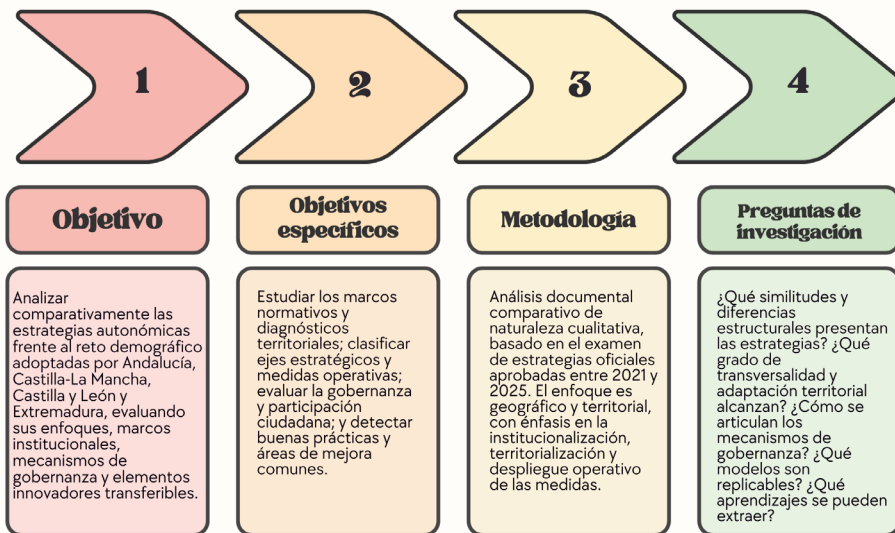 1
2
3
4
Objetivo
Objetivos
específicos
Metodología
Preguntas de
investigación
Analizar
comparativamente las
estrategias autonómicas
frente al reto demográfico
adoptadas por Andalucía,
Castilla-La Mancha,
Castilla y León y
Extremadura, evaluando
sus enfoques, marcos
institucionales,
mecanismos de
gobernanza y elementos
innovadores transferibles.
Estudiar los marcos
normativos y
diagnósticos
territoriales; clasificar
ejes estratégicos y
medidas operativas;
evaluar la gobernanza
y participación
ciudadana; y detectar
buenas prácticas y
áreas de mejora
comunes.
Análisis documental
comparativo de
naturaleza cualitativa,
basado en el examen
de estrategias oficiales
aprobadas entre 2021 y
2025. El enfoque es
geográfico y territorial,
con énfasis en la
institucionalización,
territorialización y
despliegue operativo
de las medidas.
¿Qué similitudes y
diferencias
estructurales presentan
las estrategias? ¿Qué
grado de
transversalidad y
adaptación territorial
alcanzan? ¿Cómo se
articulan los
mecanismos de
gobernanza? ¿Qué
modelos son
replicables? ¿Qué
aprendizajes se pueden
extraer?